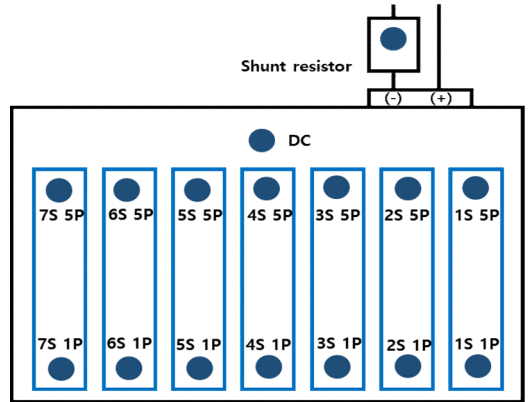 Shunt resistor
(-) (+)
DC
7S 5P 6S 5P 5S 5P 4S 5P 3S 5P 2S 5P 1S 5P
7S 1P 6S 1P 5S 1P 4S 1P 3S 1P 2S 1P 1S 1P